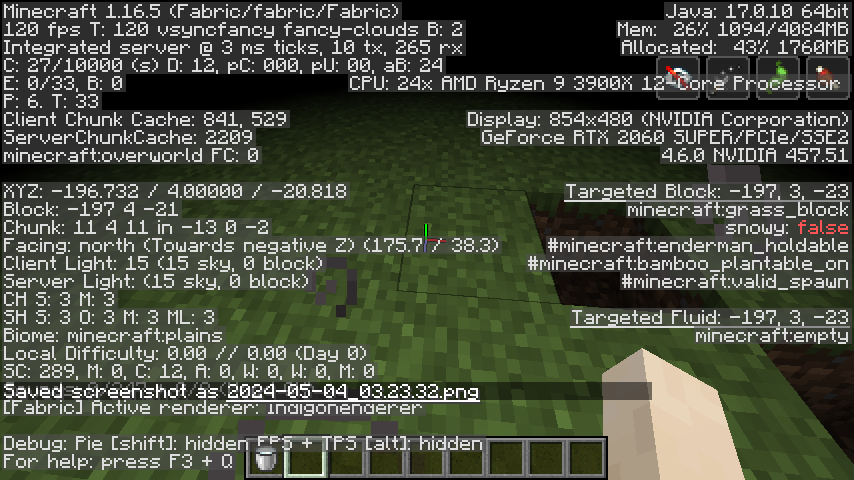 Minecraft 1.16.5 (Fabric/fabric/Fabric)
120 fps T: 120 vsyncfancy fancy-clouds B: 2
Integrated server @ 3 ms ticks, 10 tx, 265 rx
C: 27/10000 (s) D: 12, pC: 000, pU: 00, aB: 24
E: 0/33, B: 0
P: 6. T: 33
Client Chunk Cache: 841, 529
ServerChunkCache: 2209
minecraft:overworld FC: 0
XYZ: -196.732 / 4.00000 / -20.818
Block: -197 4 -21
Chunk: 11 4 11 in -13 0 -2
Facing: north (Towards negative Z) (175.7 / 38.3)
Client Light: 15 (15 sky, 0 block)
Server Light: (15 sky, 0 block)
CH S: 3 M: 3
SH S: 3 O: 3 M: 3 ML: 3
Biome: minecraft:plains
Local Difficulty: 0.00 // 0.00 (Day 0)
SC: 289, M: 0, C: 12, A: 0, W: 0, W: 0, M: 0
Saved screenshot as 2024-05-04_03.23.32.png
[Fabric] Active renderer: IndigoRenderer
Debug: Pie [shift]: hidden FPS + TPS [alt]: hidden
For help: press F3 + Q
Java: 17.0.10 64bit
Mem: 26% 1094/4084MB
Allocated: 43% 1760MB
CPU: 24x AMD Ryzen 9 3900X 12-Core Processor
Display: 854x480 (NVIDIA Corporation)
GeForce RTX 2060 SUPER/PCIe/SSE2
4.6.0 NVIDIA 457.51
Targeted Block: -197, 3, -23
minecraft:grass_block
snowy: false
#minecraft:enderman_holdable
#minecraft:bamboo_plantable_on
#minecraft:valid_spawn
Targeted Fluid: -197, 3, -23
minecraft:empty